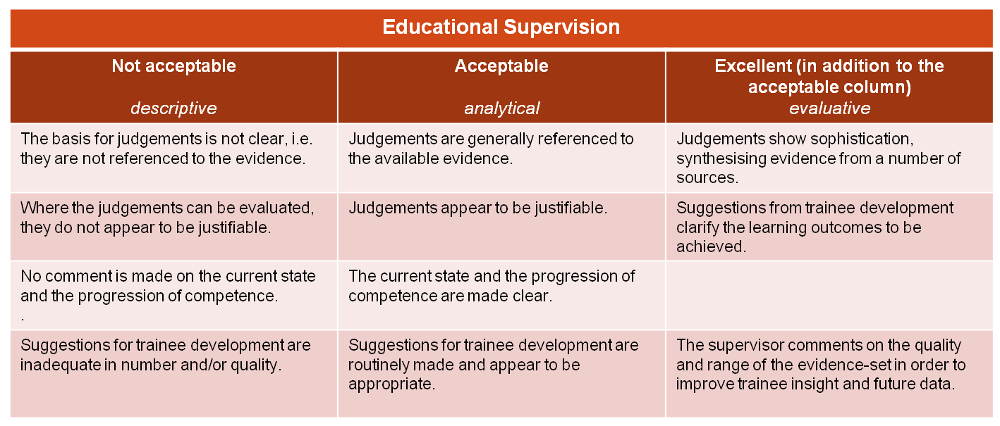 Educational Supervision
Not acceptable
descriptive
Acceptable
analytical
Excellent (in addition to the
acceptable column)
evaluative
The basis for judgements is not clear, i.e.
they are not referenced to the evidence.
Judgements are generally referenced to
the available evidence.
Judgements show sophistication,
synthesising evidence from a number of
sources.
Where the judgements can be evaluated,
they do not appear to be justifiable.
Judgements appear to be justifiable.
Suggestions from trainee development
clarify the learning outcomes to be
achieved.
No comment is made on the current state
and the progression of competence.
.
The current state and the progression of
competence are made clear.
Suggestions for trainee development are
inadequate in number and/or quality.
Suggestions for trainee development are
routinely made and appear to be
appropriate.
The supervisor comments on the quality
and range of the evidence-set in order to
improve trainee insight and future data.